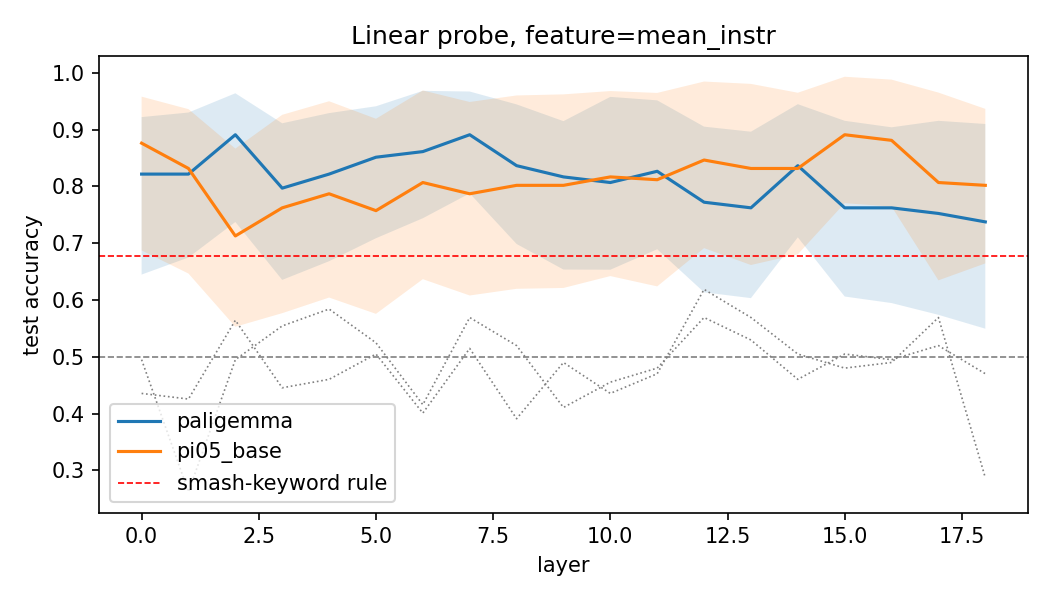 Linear probe, feature=mean_instr
1.0
0.9
0.8
0.7
0.6
0.5
0.4
0.3
test accuracy
paligemma
pi05_base
smash-keyword rule
0.0 2.5 5.0 7.5 10.0 12.5 15.0 17.5
layer